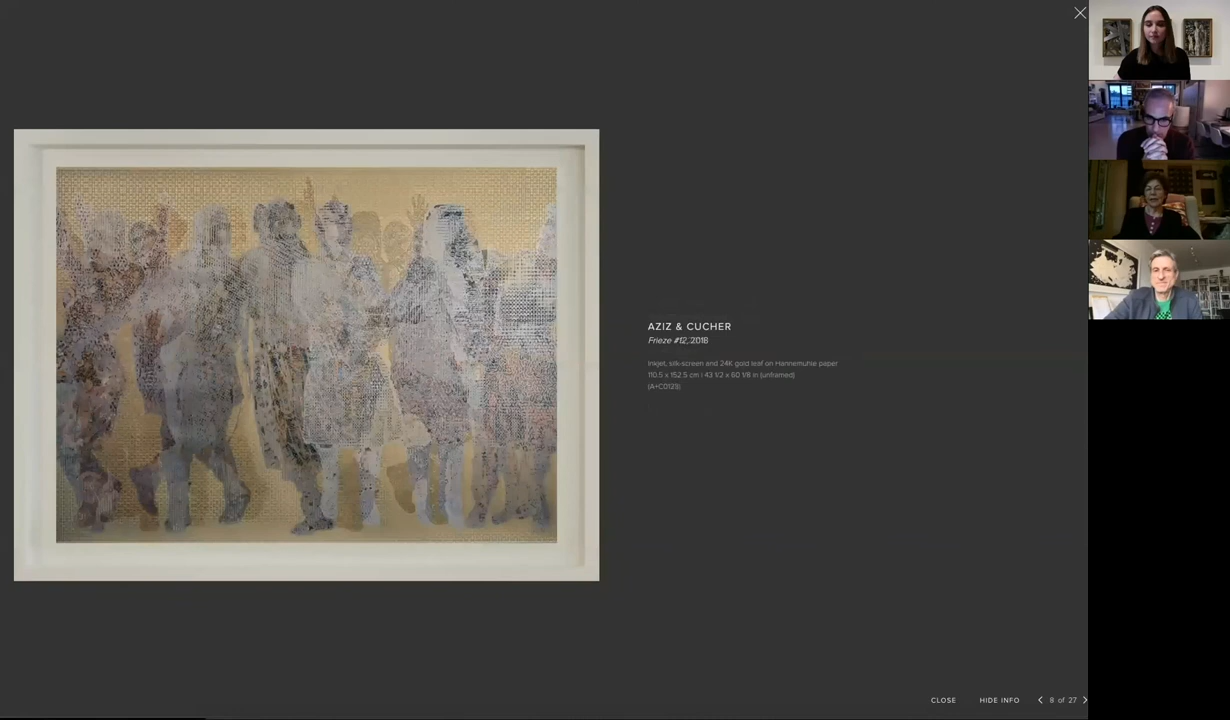 AZIZ & CUCHER
Frieze #12, 2018
Inkjet, silk-screen and 24K gold leaf on Hannemuhle paper
110.5 x 152.5 cm | 43 1/2 x 60 1/8 in (unframed)
(A+C0123)
CLOSE
HIDE INFO
8 of 27